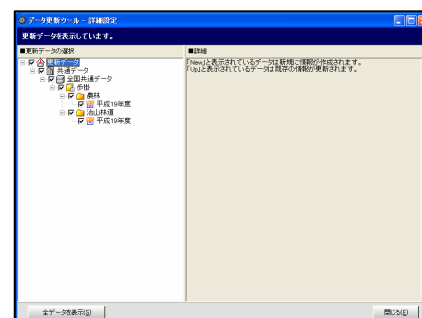 データ更新ツール - 詳細設定
更新データを表示しています。
■更新データの選択
■詳細
更新データ
共通データ
全国共通データ
歩掛
農林
平成19年度
治山林道
平成19年度
「New」と表示されているデータは新規に情報が作成されます。
「Up」と表示されているデータは既存の情報が更新されます。
全データ表示(S)
閉じる(E)